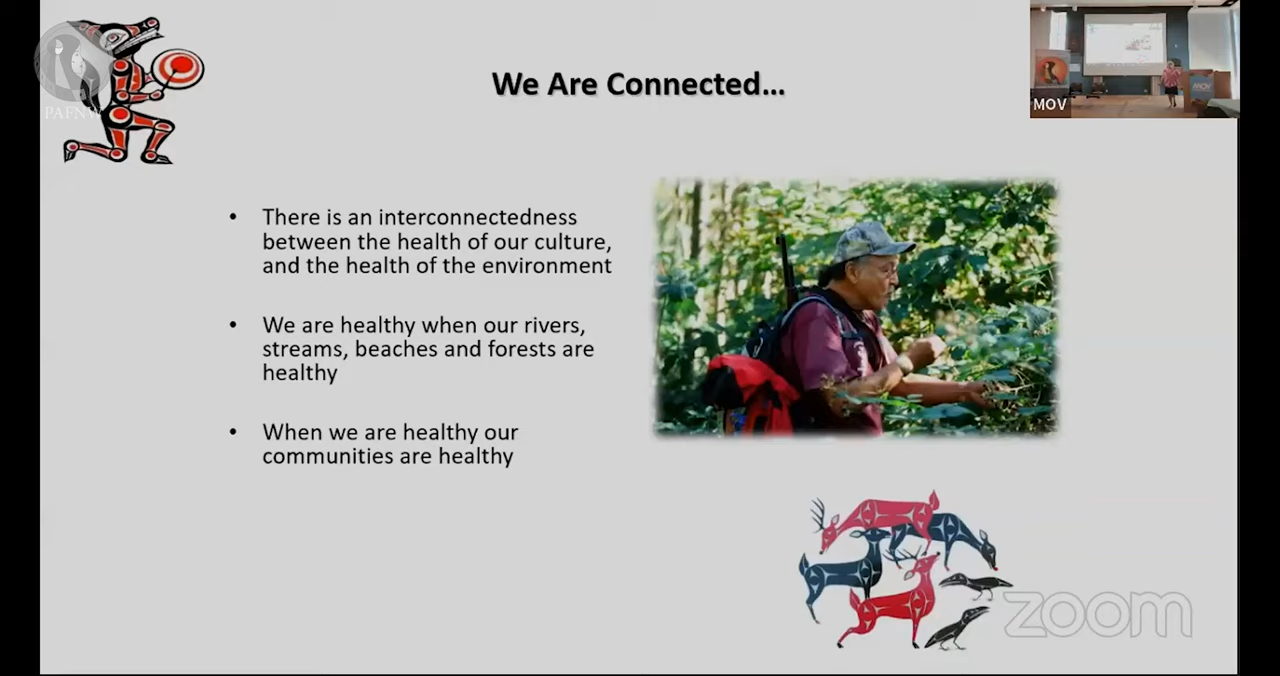 We Are Connected...
MOV
PAFNW
• There is an interconnectedness
between the health of our culture,
and the health of the environment
• We are healthy when our rivers,
streams, beaches and forests are
healthy
• When we are healthy our
communities are healthy
zoom